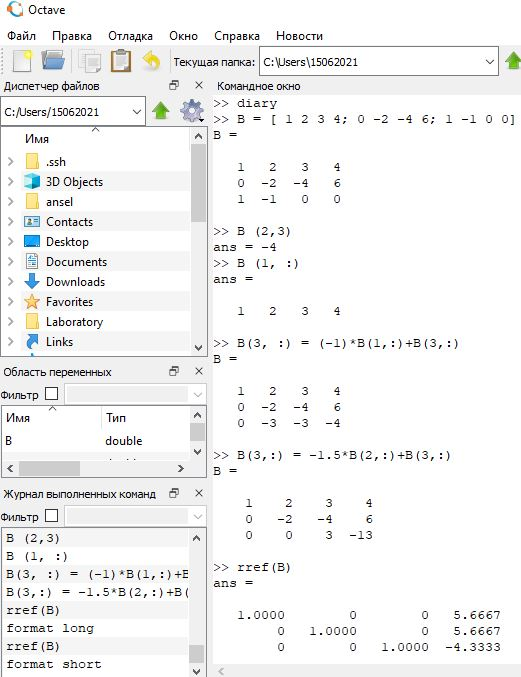 Octave
Файл Правка Отладка Окно Справка Новости
Текущая папка: C:\Users\15062021
Диспетчер файлов
C:/Users/15062021
Имя
.ssh
3D Objects
ansel
Contacts
Desktop
Documents
Downloads
Favorites
Laboratory
Links
Область переменных
Фильтр
Имя Тип
B double
Журнал выполненных команд
Фильтр
B (2,3)
B (1, :)
B(3, :) = (-1)*B(1,:)+B
B(3,:) = -1.5*B(2,:)+B(
rref(B)
format long
rref(B)
format short
Командное окно
>> diary
>> B = [ 1 2 3 4; 0 -2 -4 6; 1 -1 0 0]
B =
1 2 3 4
0 -2 -4 6
1 -1 0 0
>> B (2,3)
ans = -4
>> B (1, :)
ans =
1 2 3 4
>> B(3, :) = (-1)*B(1,:)+B(3,:)
B =
1 2 3 4
0 -2 -4 6
0 -3 -3 -4
>> B(3,:) = -1.5*B(2,:)+B(3,:)
B =
1 2 3 4
0 -2 -4 6
0 0 3 -13
>> rref(B)
ans =
1.0000 0 0 5.6667
0 1.0000 0 5.6667
0 0 1.0000 -4.3333